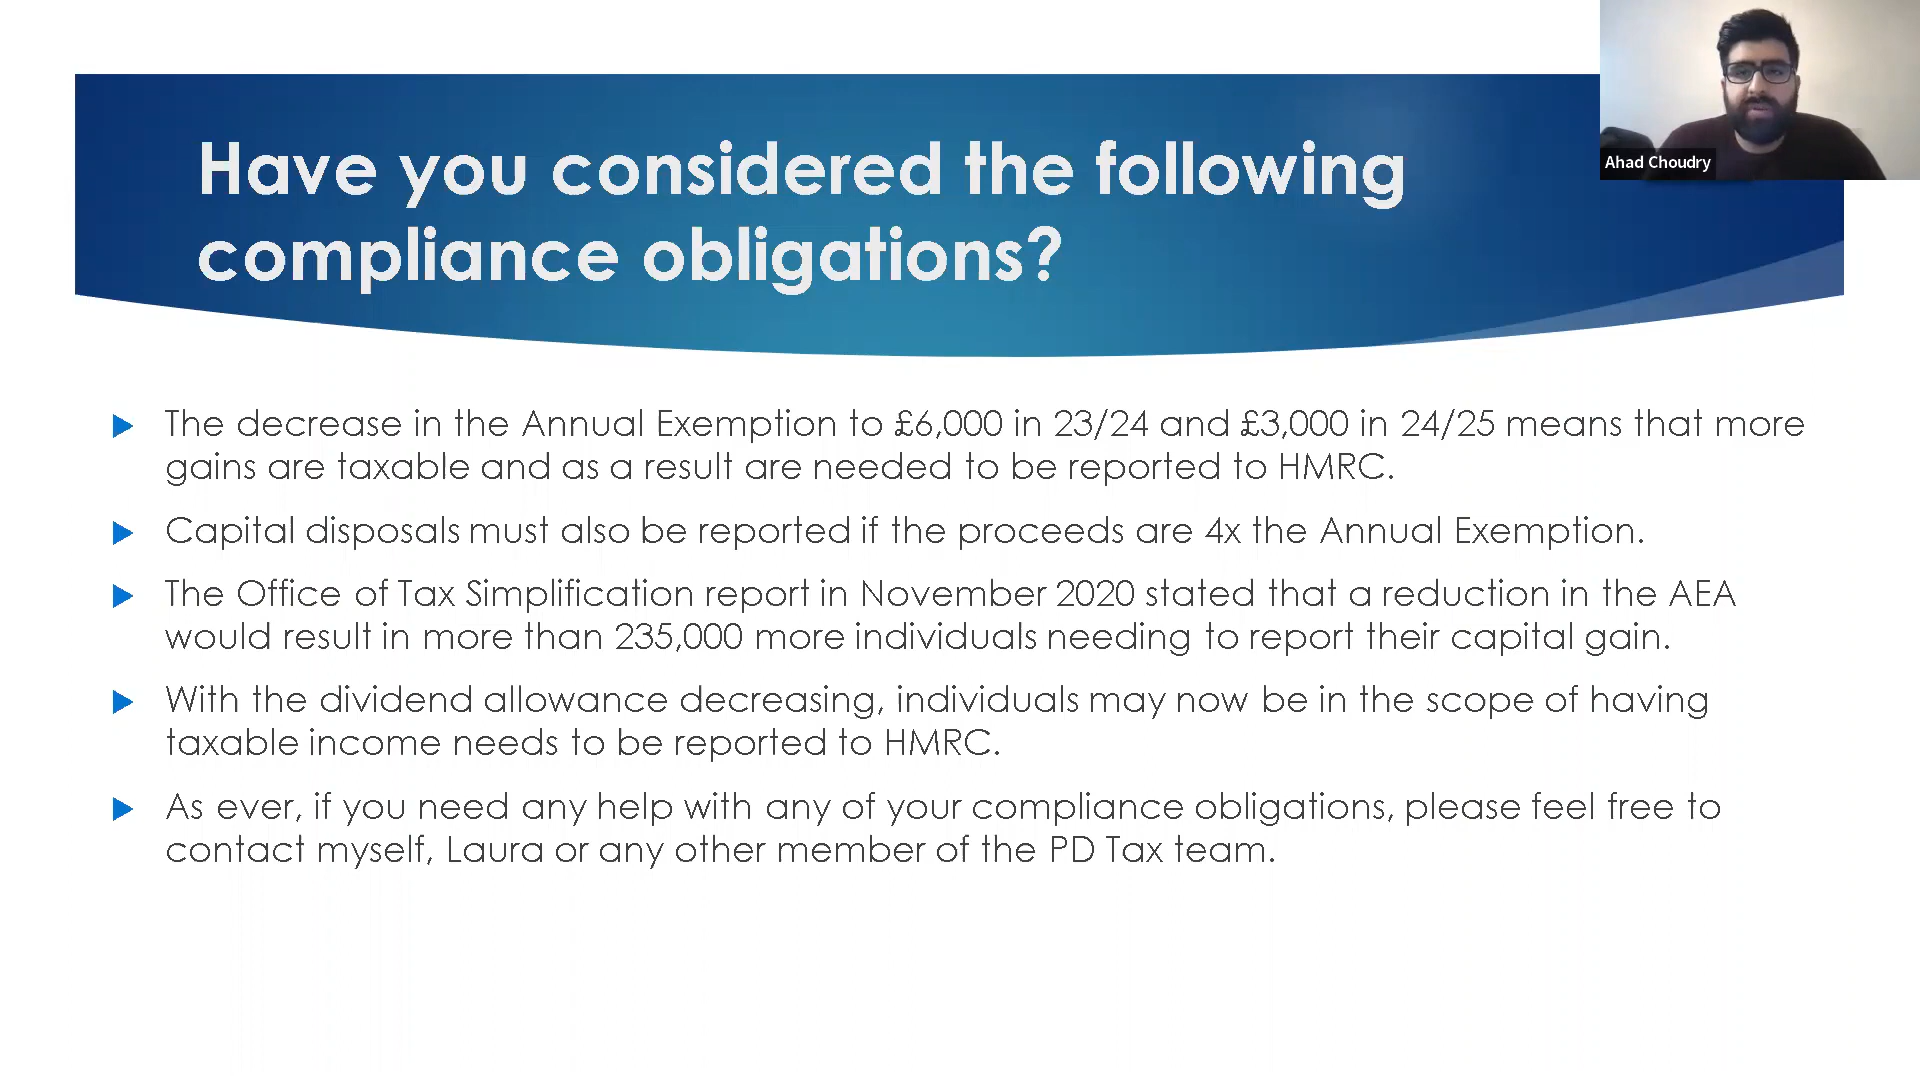 Have you considered the following
compliance obligations?
Ahad Choudry
The decrease in the Annual Exemption to £6,000 in 23/24 and £3,000 in 24/25 means that more
gains are taxable and as a result are needed to be reported to HMRC.
Capital disposals must also be reported if the proceeds are 4x the Annual Exemption.
The Office of Tax Simplification report in November 2020 stated that a reduction in the AEA
would result in more than 235,000 more individuals needing to report their capital gain.
With the dividend allowance decreasing, individuals may now be in the scope of having
taxable income needs to be reported to HMRC.
As ever, if you need any help with any of your compliance obligations, please feel free to
contact myself, Laura or any other member of the PD Tax team.